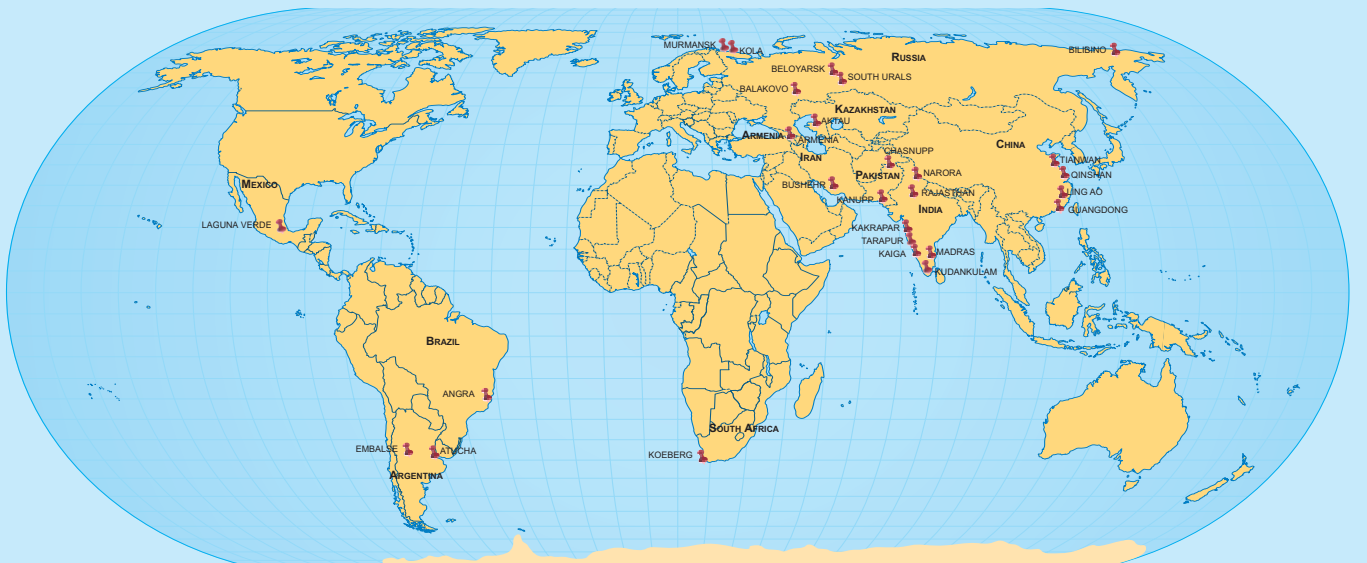 MURMANSK
KOLA
BILIBINO
RUSSIA
BELOYARSK
SOUTH URALS
BALAKOVO
KAZAKHSTAN
AKTAU
ARMENIA
ARMENIA
CHINA
CHASNUPP
IRAN
TIANWAN
PAKISTAN
NARORA
QINSHAN
MEXICO
BUSHEHR
RAJASTHAN
LING AO
KANUPP
INDIA
GUANGDONG
LAGUNA VERDE
KAKRAPAR
TARAPUR
KAIGA
MADRAS
KUDANKULAM
BRAZIL
ANGRA
SOUTH AFRICA
EMBALSE
ATUCHA
KOEBERG
ARGENTINA